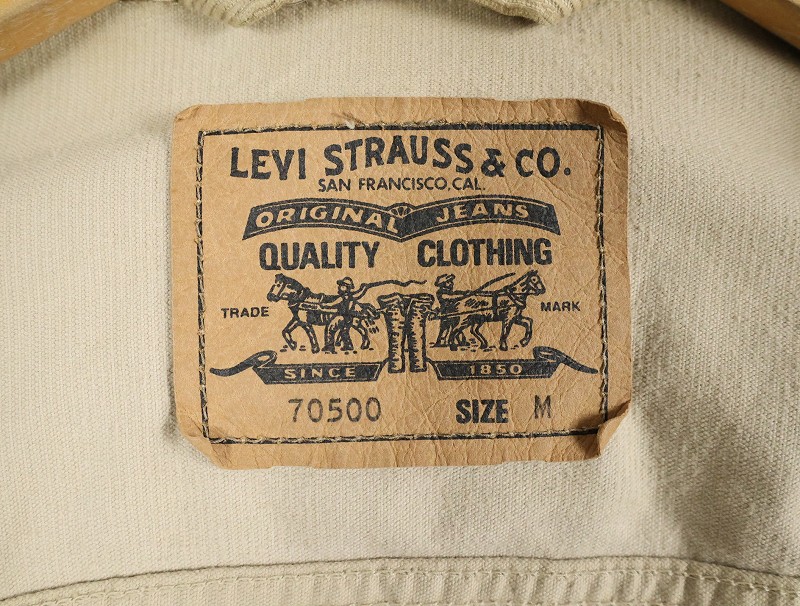 LEVI STRAUSS & CO.
SAN FRANCISCO, CAL.
ORIGINAL JEANS
QUALITY CLOTHING
TRADE MARK
SINCE 1850
70500 SIZE M